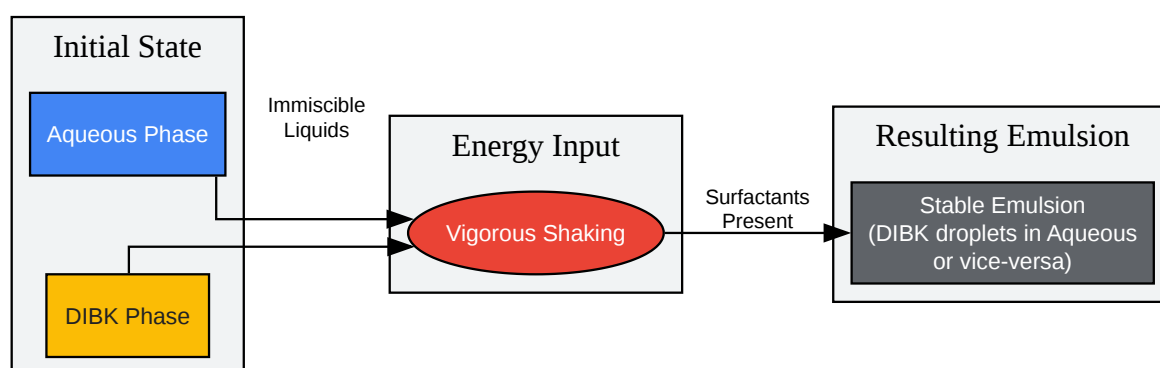 Initial State
Aqueous Phase
DIBK Phase
Immiscible
Liquids
Energy Input
Vigorous Shaking
Surfactants
Present
Resulting Emulsion
Stable Emulsion
(DIBK droplets in Aqueous
or vice-versa)